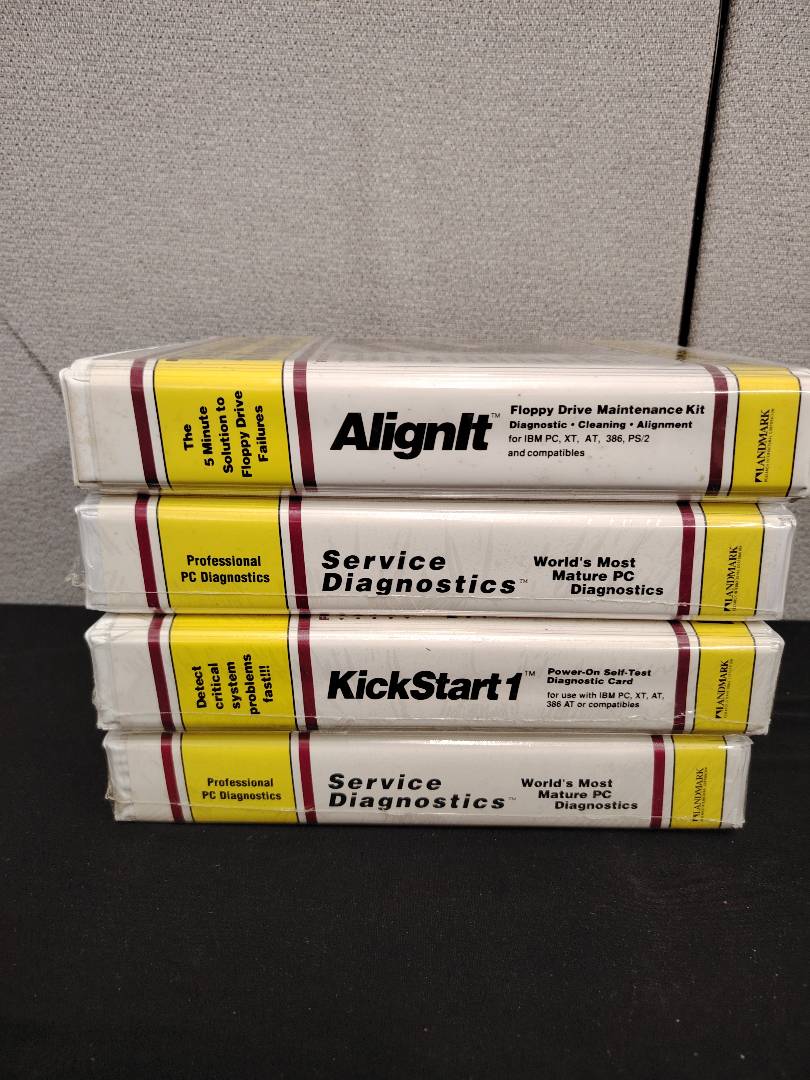 The
5 Minute
Solution to
Floppy Drive
Failures
AlignIt™
Floppy Drive Maintenance Kit
Diagnostic • Cleaning • Alignment
for IBM PC, XT, AT, 386, PS/2
and compatibles
LANDMARK
Professional
PC Diagnostics
Service
Diagnostics™
World's Most
Mature PC
Diagnostics
LANDMARK
Detect
critical
system
problems
fast!!!
KickStart 1™
Power-On Self-Test
Diagnostic Card
for use with IBM PC, XT, AT,
386 AT or compatibles
LANDMARK
Professional
PC Diagnostics
Service
Diagnostics™
World's Most
Mature PC
Diagnostics
LANDMARK